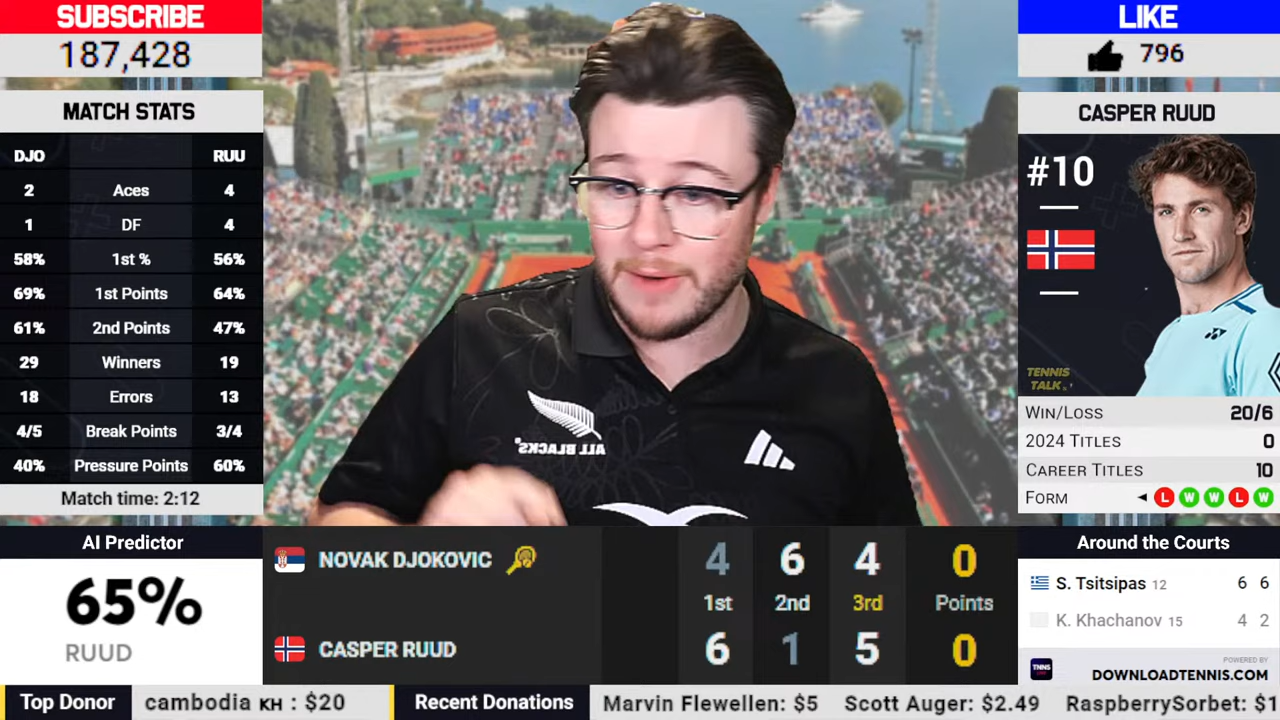 SUBSCRIBE
187,428
MATCH STATS
DJO RUU
2 Aces 4
1 DF 4
58% 1st % 56%
69% 1st Points 64%
61% 2nd Points 47%
29 Winners 19
18 Errors 13
4/5 Break Points 3/4
40% Pressure Points 60%
Match time: 2:12
AI Predictor
65%
RUUD
ALL BLACKS
NOVAK DJOKOVIC 4 6 4 0
1st 2nd 3rd Points
CASPER RUUD 6 1 5 0
LIKE
796
CASPER RUUD
#10
TENNIS
TALK
WIN/LOSS 20/6
2024 TITLES 0
CAREER TITLES 10
FORM ◄ L W W L W
Around the Courts
S. Tsitsipas 12 6 6
K. Khachanov 15 4 2
TNNS
POWERED BY
DOWNLOADTENNIS.COM
Top Donor cambodia KH : $20 Recent Donations Marvin Flewellen: $5 Scott Auger: $2.49 RaspberrySorbet: $1